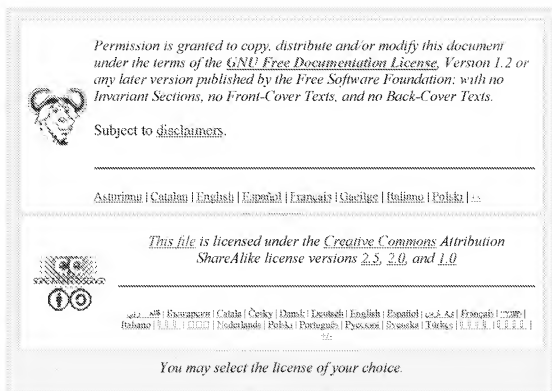 Permission is granted to copy, distribute and/or modify this document
under the terms of the GNU Free Documentation License, Version 1.2 or
any later version published by the Free Software Foundation; with no
Invariant Sections, no Front-Cover Texts, and no Back-Cover Texts.
Subject to disclaimers.
Asturianu | Catalan | English | Español | Français | Gaeilge | Italiano | Polski | +/-
This file is licensed under the Creative Commons Attribution
ShareAlike license versions 2.5, 2.0, and 1.0
Български | Català | Česky | Dansk | Deutsch | English | Español | فارسی | Français | עברית |
Italiano | Nederlands | Polski | Português | Русский | Svenska | Türkçe |
+/-
You may select the license of your choice.